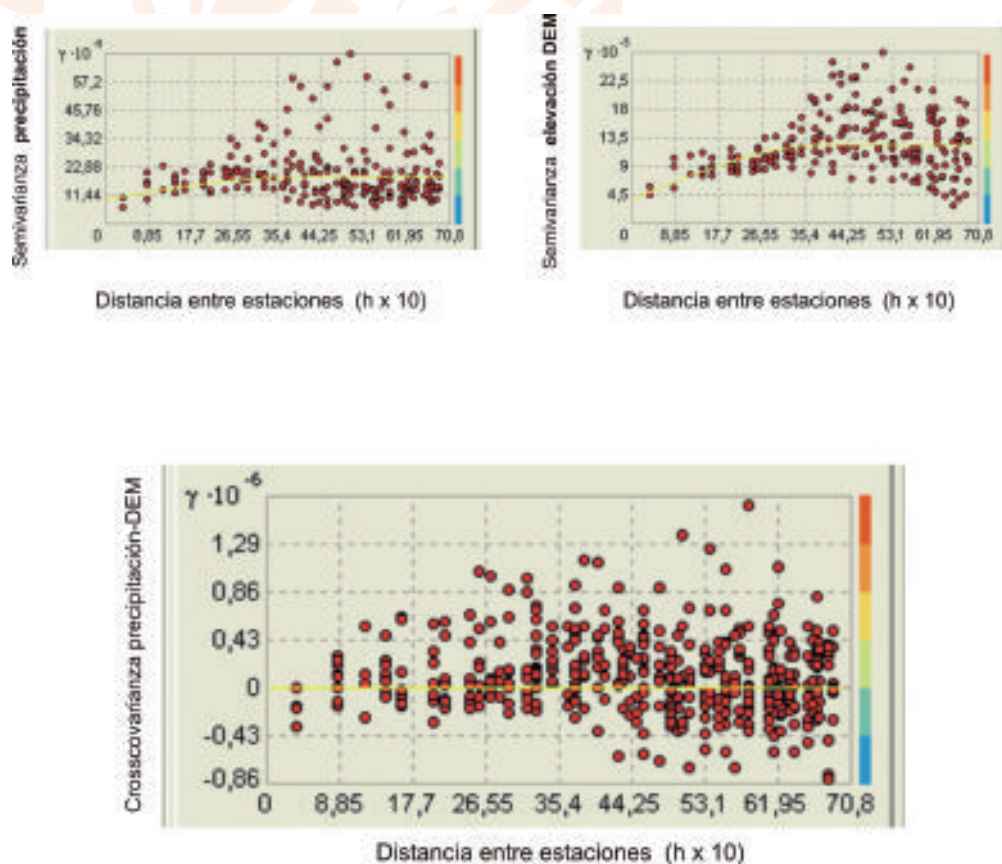 Semivarianza precipitación
γ ·10 -6
57,2
45,76
34,32
22,88
11,44
0 8,85 17,7 26,55 35,4 44,25 53,1 61,95 70,8
Distancia entre estaciones (h x 10)
Semivarianza elevación DEM
γ ·10 -5
22,5
18
13,5
9
4,5
0 8,85 17,7 26,55 35,4 44,25 53,1 61,95 70,8
Distancia entre estaciones (h x 10)
Crosscovarianza precipitación-DEM
γ ·10 -6
1,29
0,86
0,43
0
-0,43
-0,86
0 8,85 17,7 26,55 35,4 44,25 53,1 61,95 70,8
Distancia entre estaciones (h x 10)